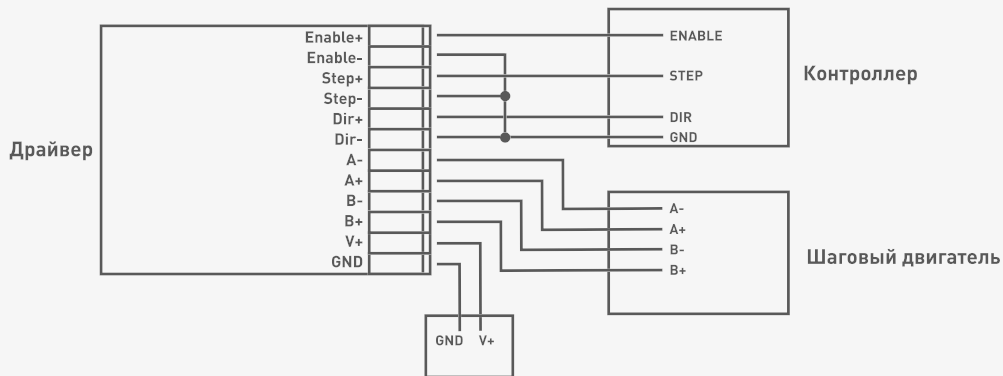 Драйвер
Enable+
Enable-
Step+
Step-
Dir+
Dir-
A-
A+
B-
B+
V+
GND
ENABLE
STEP
DIR
GND
Контроллер
A-
A+
B-
B+
Шаговый двигатель
GND V+